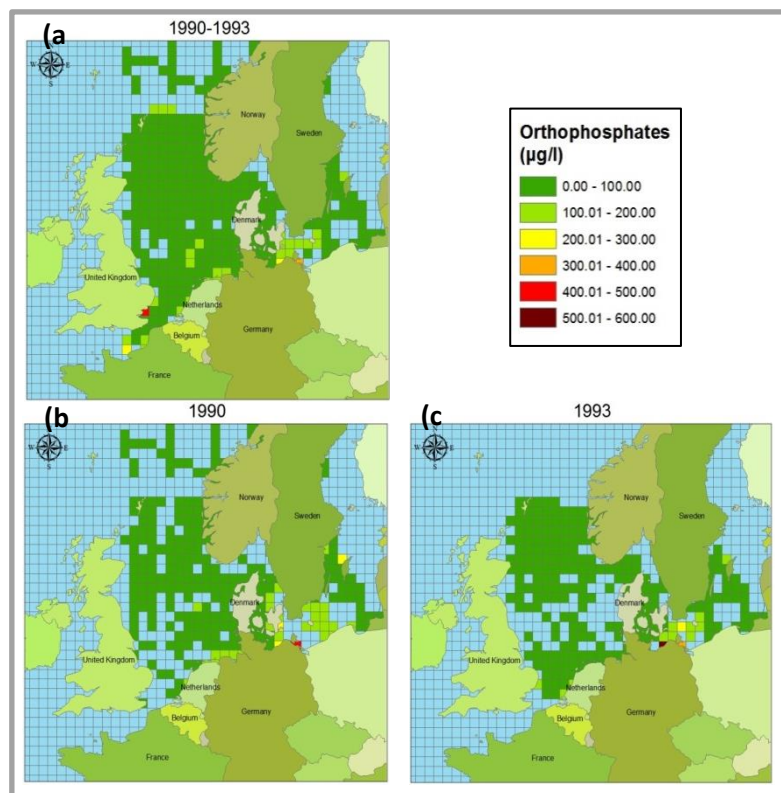 (a)
1990-1993
N
W E
S
Norway
Sweden
Denmark
United Kingdom
Netherlands
Belgium
Germany
France
Orthophosphates
(µg/l)
0.00 - 100.00
100.01 - 200.00
200.01 - 300.00
300.01 - 400.00
400.01 - 500.00
500.01 - 600.00
(b)
1990
N
W E
S
Norway
Sweden
Denmark
United Kingdom
Netherlands
Belgium
Germany
France
(c)
1993
N
W E
S
Norway
Sweden
Denmark
United Kingdom
Netherlands
Belgium
Germany
France